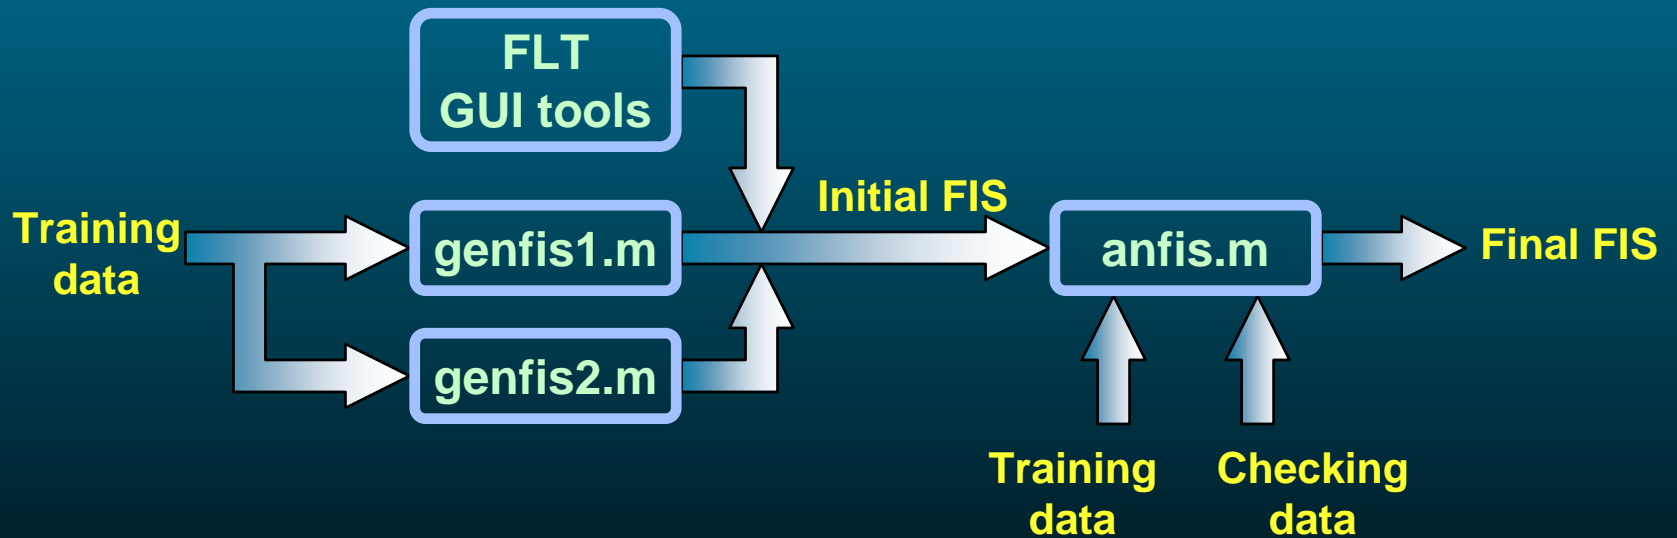 FLT
GUI tools
Initial FIS
Training
data
genfis1.m
anfis.m
Final FIS
genfis2.m
Training
data
Checking
data